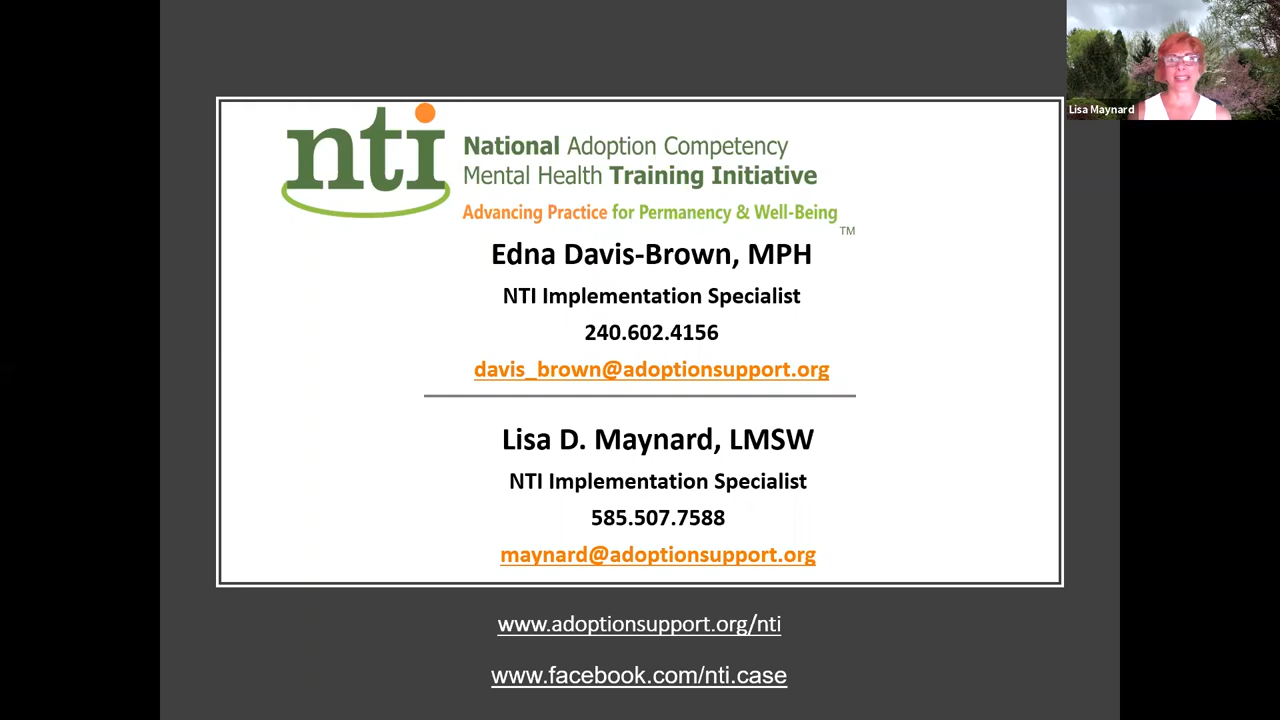 nti
National Adoption Competency
Mental Health Training Initiative
Advancing Practice for Permanency & Well-Being
TM
Edna Davis-Brown, MPH
NTI Implementation Specialist
240.602.4156
davis_brown@adoptionsupport.org
Lisa D. Maynard, LMSW
NTI Implementation Specialist
585.507.7588
maynard@adoptionsupport.org
www.adoptionsupport.org/nti
www.facebook.com/nti.case
Lisa Maynard